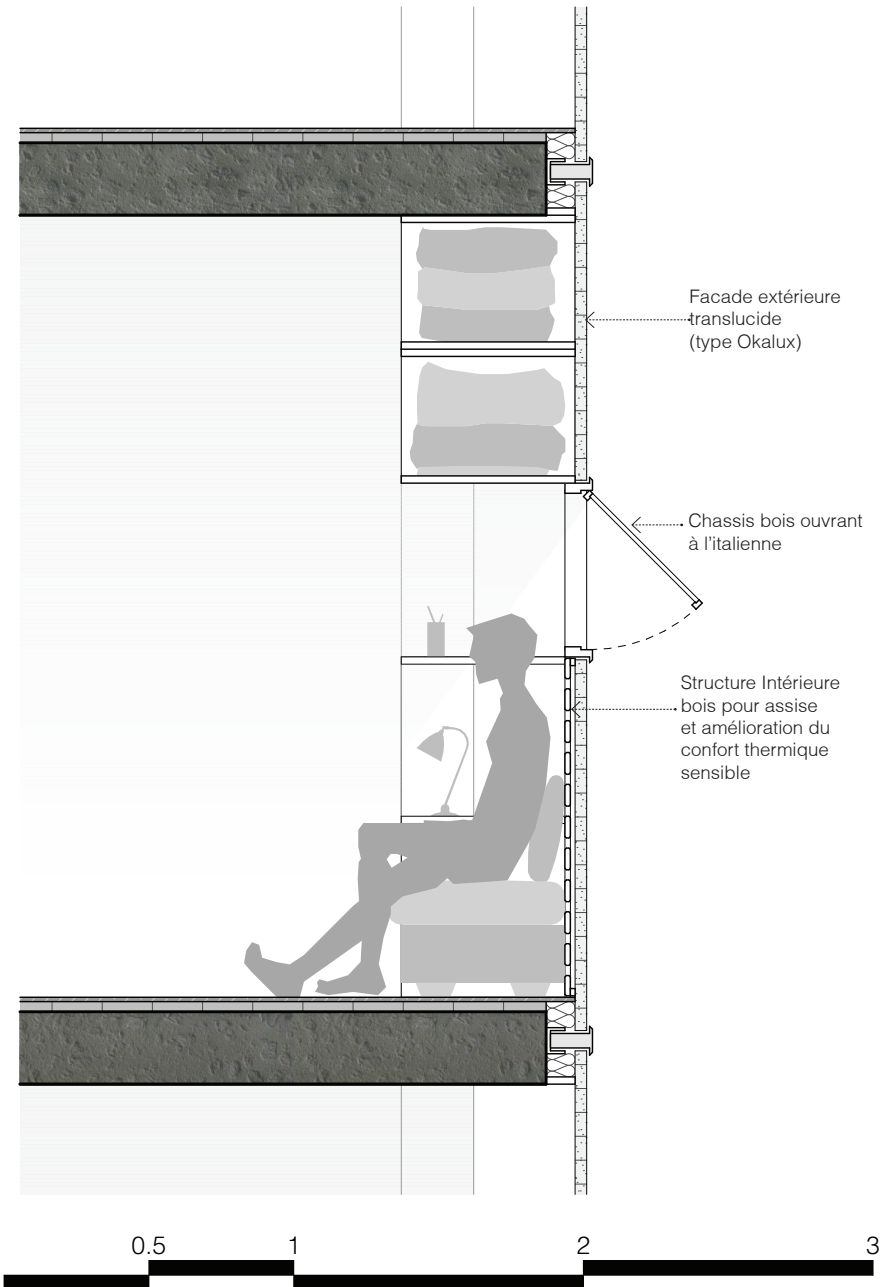 Facade extérieure
translucide
(type Okalux)
Chassis bois ouvrant
à l'italienne
Structure Intérieure
bois pour assise
et amélioration du
confort thermique
sensible
0.5 1 2 3